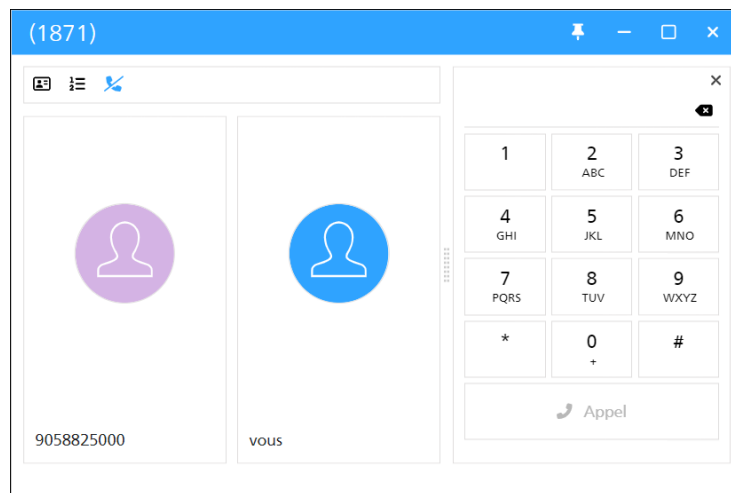 (1871)
1
2
ABC
3
DEF
4
GHI
5
JKL
6
MNO
7
PQRS
8
TUV
9
WXYZ
*
0
+
#
Appel
9058825000
vous